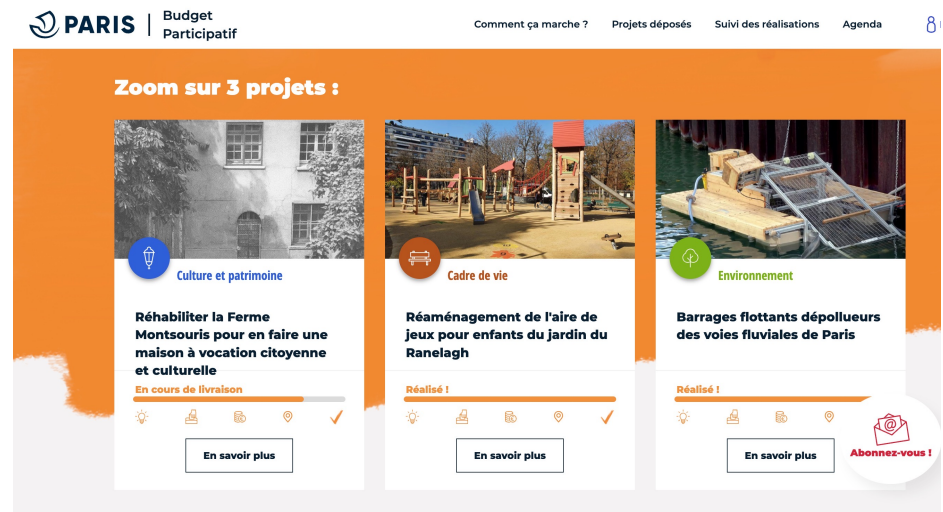 PARIS
Budget
Participatif
Comment ça marche ?
Projets déposés
Suivi des réalisations
Agenda
Zoom sur 3 projets :
Culture et patrimoine
Réhabiliter la Ferme
Montsouris pour en faire une
maison à vocation citoyenne
et culturelle
En cours de livraison
En savoir plus
Cadre de vie
Réaménagement de l'aire de
jeux pour enfants du jardin du
Ranelagh
Réalisé !
En savoir plus
Environnement
Barrages flottants dépollueurs
des voies fluviales de Paris
Réalisé !
En savoir plus
Abonnez-vous !